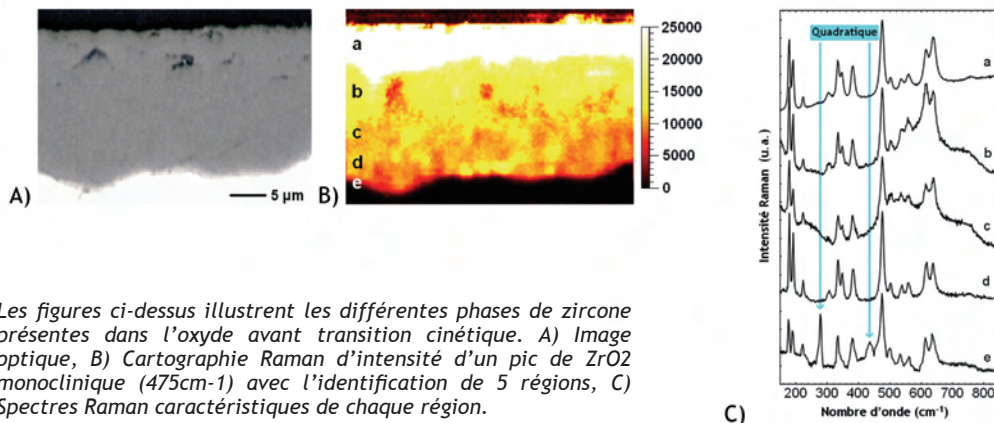 A)
5 µm
B)
a
b
c
d
e
25000
20000
15000
10000
5000
0
C)
Intensité Raman (u. a.)
Quadratique
a
b
c
d
e
200 300 400 500 600 700 800
Nombre d'onde (cm-1)
Les figures ci-dessus illustrent les différentes phases de zircone
présentes dans l'oxyde avant transition cinétique. A) Image
optique, B) Cartographie Raman d'intensité d'un pic de ZrO2
monoclinique (475cm-1) avec l'identification de 5 régions, C)
Spectres Raman caractéristiques de chaque région.